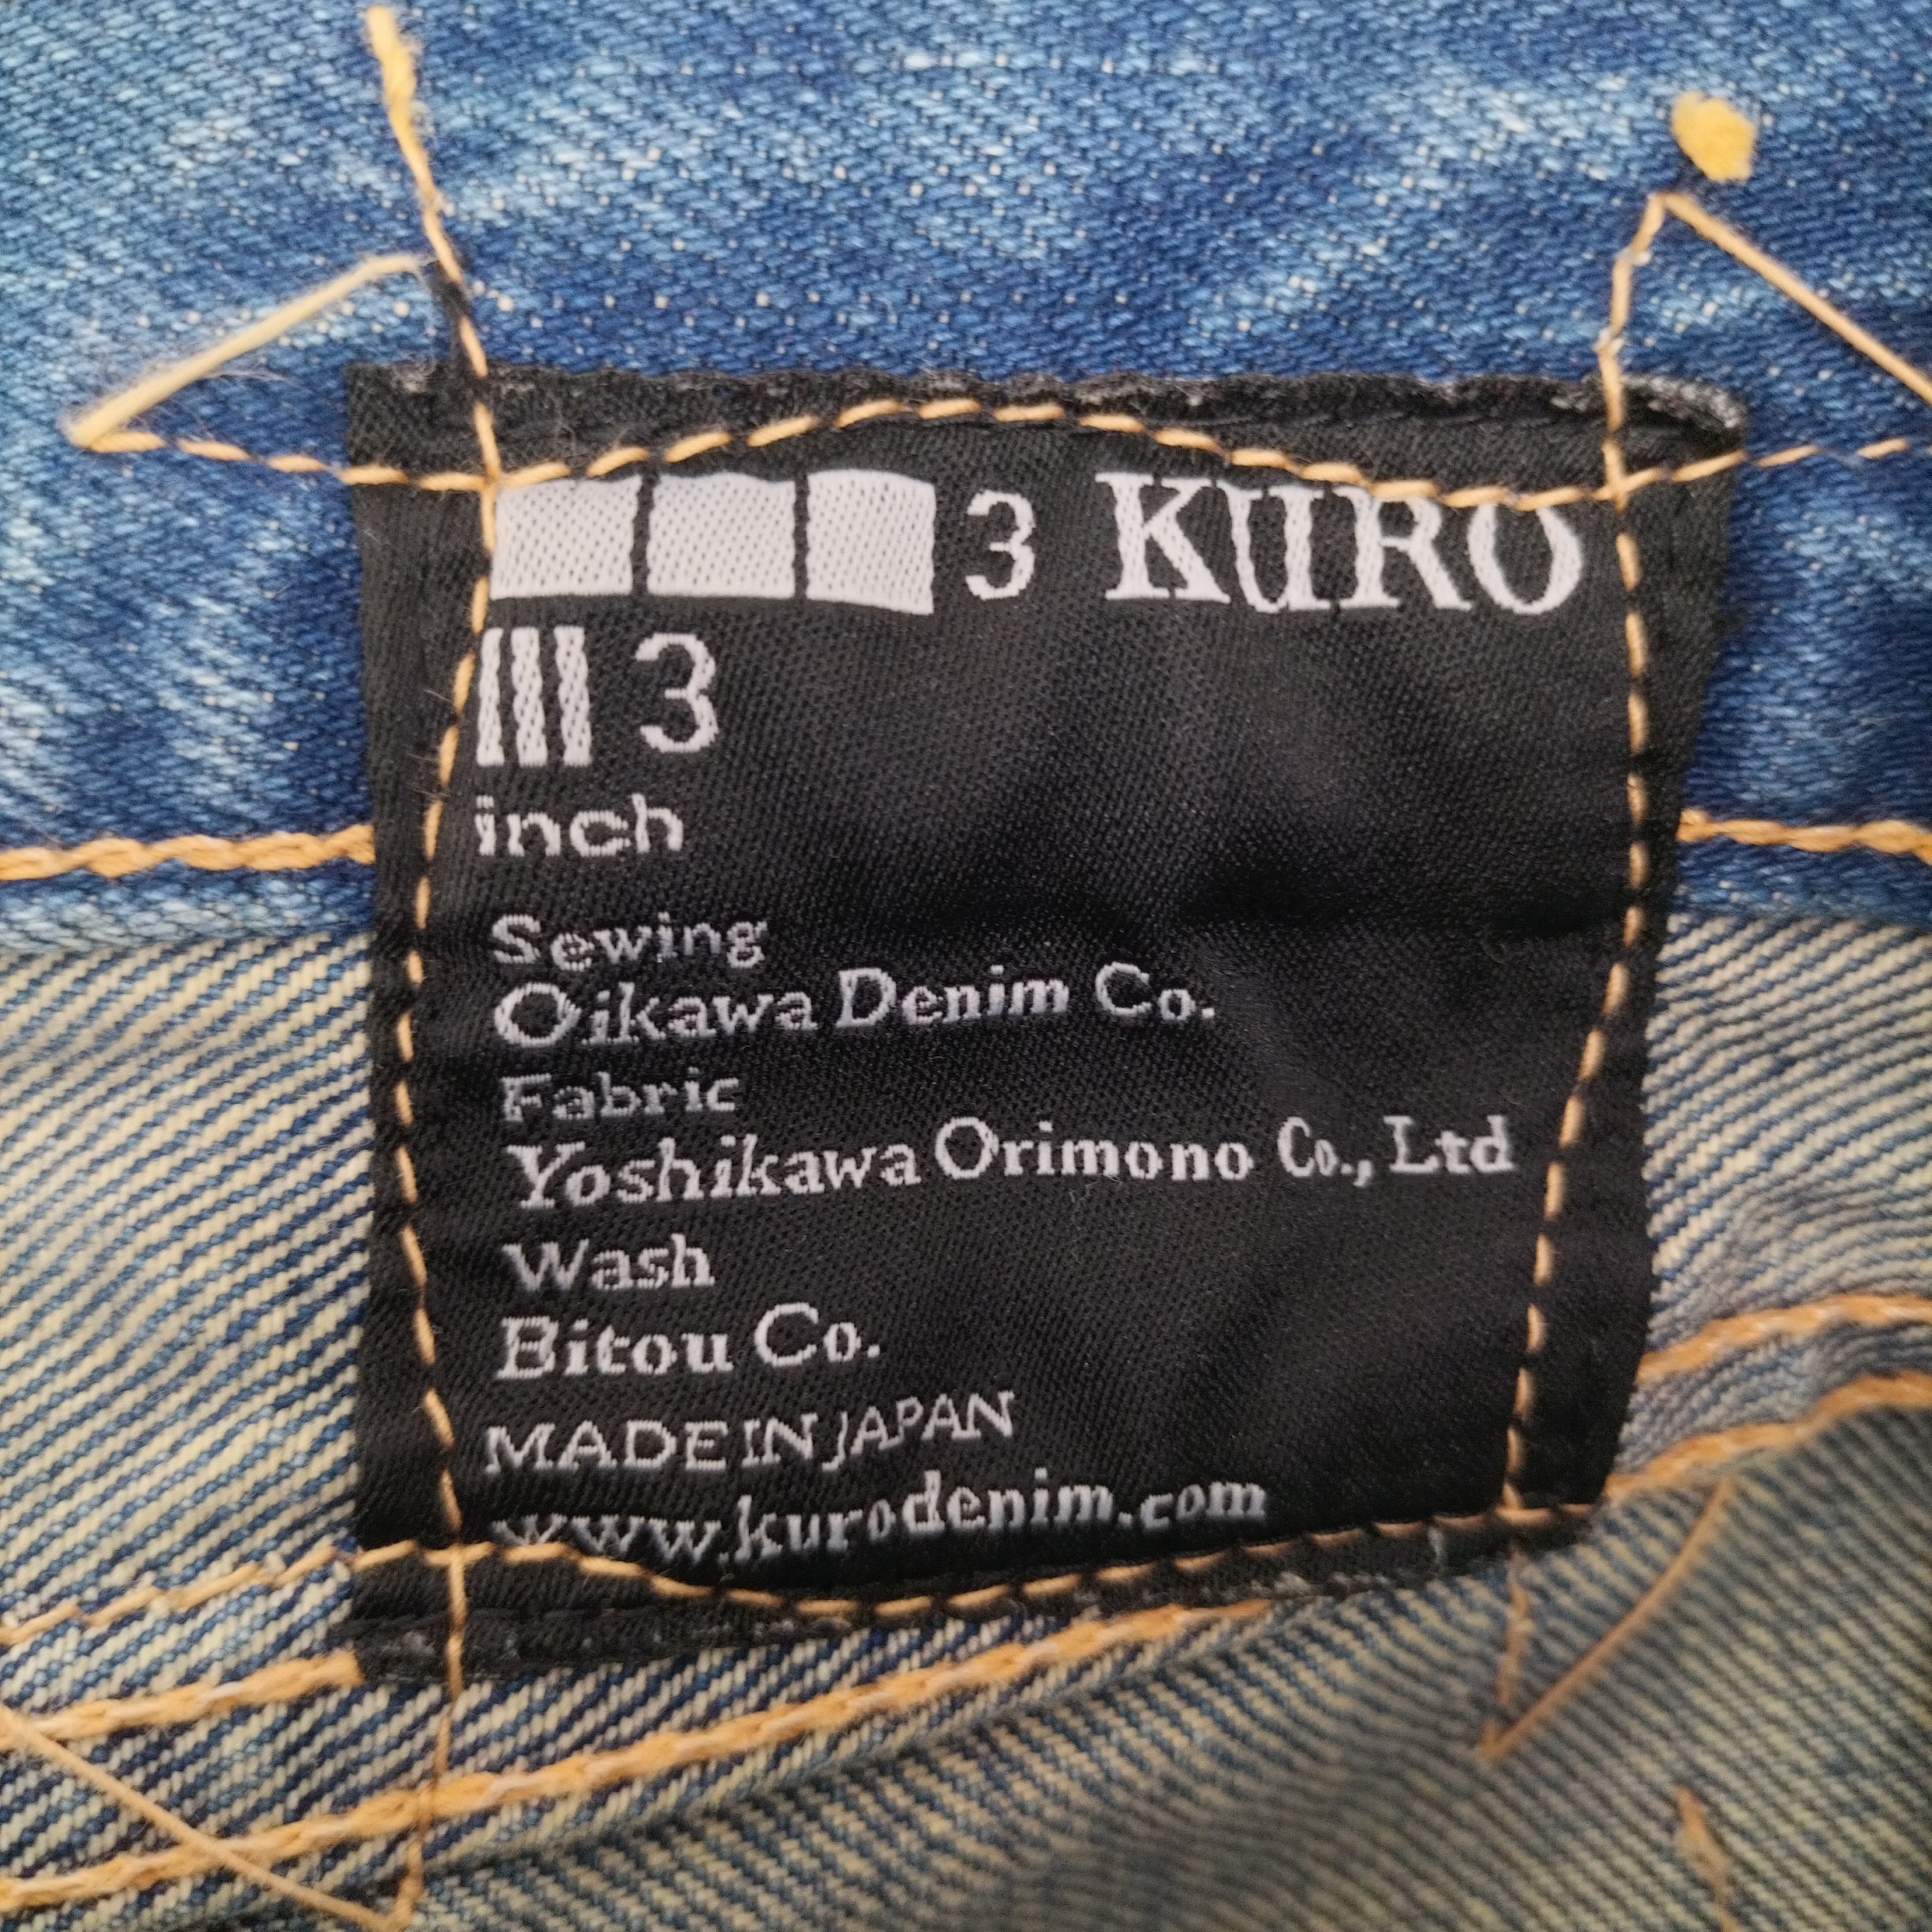 3 KURO
3
inch
Sewing
Oikawa Denim Co.
Fabric
Yoshikawa Orimono Co., Ltd
Wash
Bitou Co.
MADE IN JAPAN
www.kurodenim.com